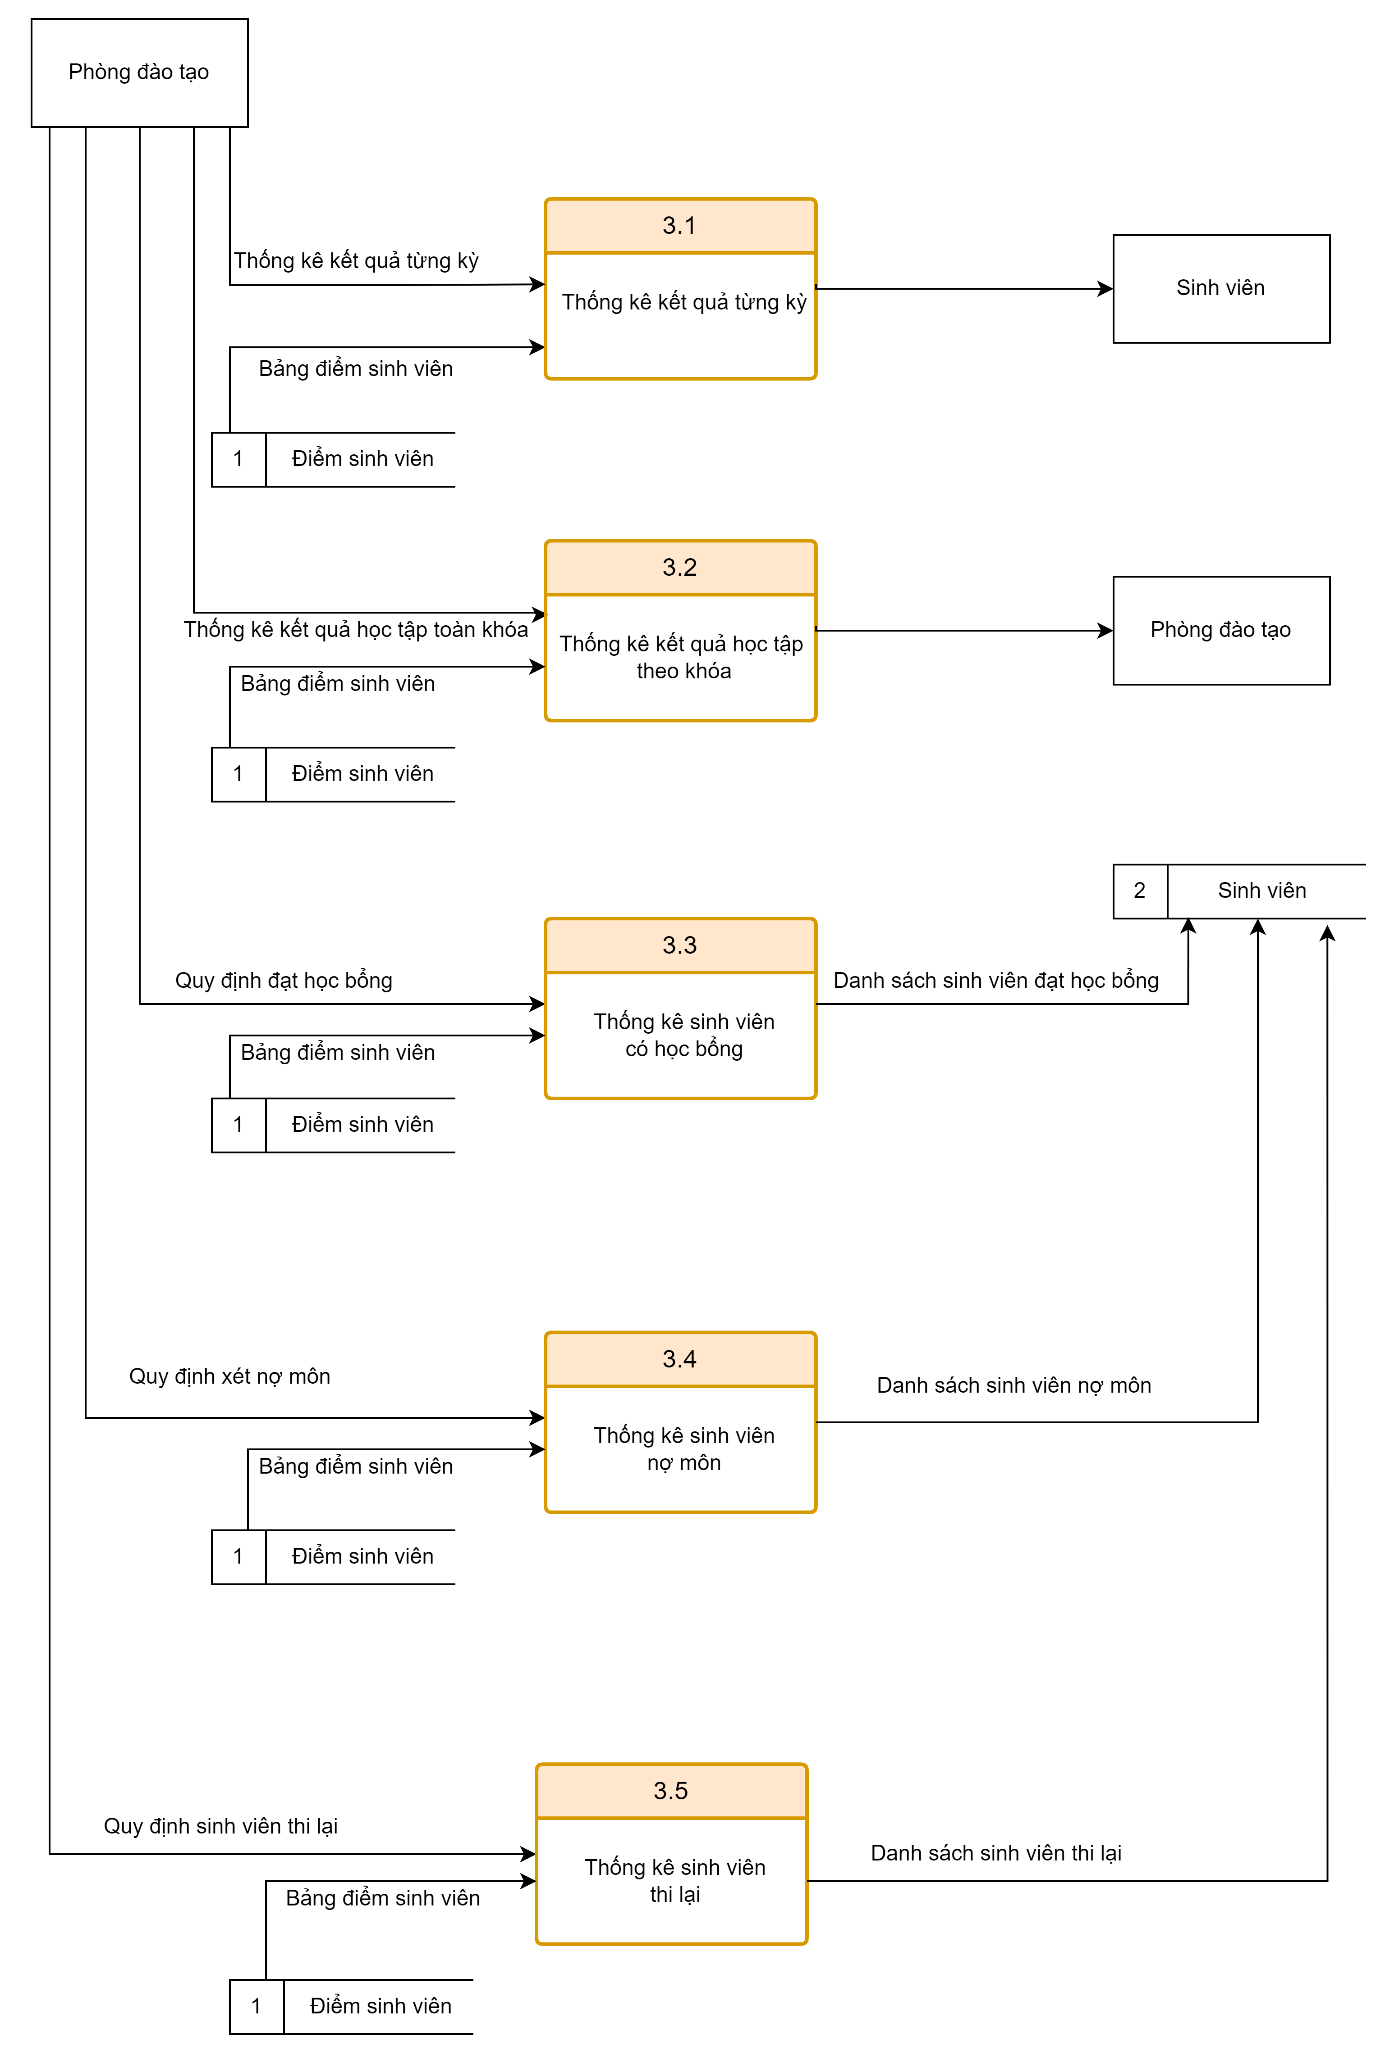 Phòng đào tạo
3.1
Thống kê kết quả từng kỳ
Thống kê kết quả từng kỳ
Sinh viên
Bảng điểm sinh viên
1
Điểm sinh viên
3.2
Thống kê kết quả học tập toàn khóa
Thống kê kết quả học tập
theo khóa
Phòng đào tạo
Bảng điểm sinh viên
1
Điểm sinh viên
2
Sinh viên
3.3
Quy định đạt học bổng
Danh sách sinh viên đạt học bổng
Thống kê sinh viên
có học bổng
Bảng điểm sinh viên
1
Điểm sinh viên
3.4
Quy định xét nợ môn
Danh sách sinh viên nợ môn
Thống kê sinh viên
nợ môn
Bảng điểm sinh viên
1
Điểm sinh viên
3.5
Quy định sinh viên thi lại
Danh sách sinh viên thi lại
Thống kê sinh viên
thi lại
Bảng điểm sinh viên
1
Điểm sinh viên